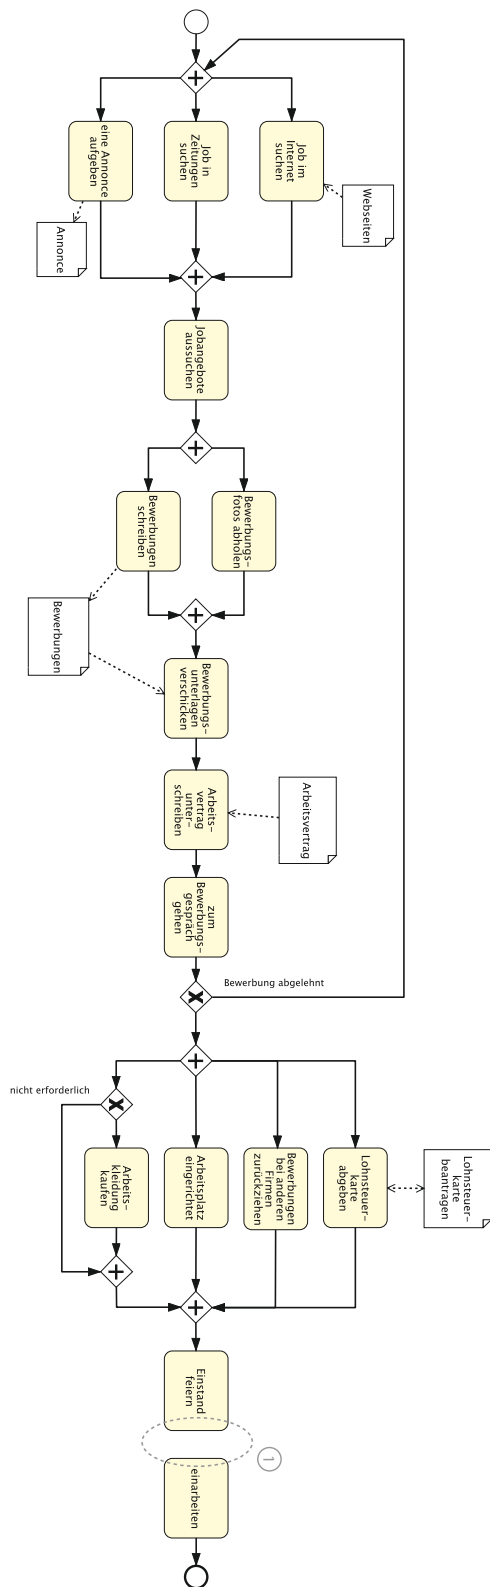 eine Annonce
aufgeben
Job in
Zeitungen
suchen
Job im
Internet
suchen
Webseiten
Annonce
Jobangebote
aussuchen
Bewerbungen
schreiben
Bewerbungs-
fotos abholen
Bewerbungen
Bewerbungs-
unterlagen
verschicken
Arbeits-
vertrag
unter-
schreiben
Arbeitsvertrag
zum
Bewerbungs-
gespräch
gehen
Bewerbung abgelehnt
nicht erforderlich
Arbeits-
kleidung
kaufen
Arbeitsplatz
eingerichtet
Bewerbungen
bei anderen
Firmen
zurückziehen
Lohnsteuer-
karte
abgeben
Lohnsteuer-
karte
beantragen
Einstand
feiern
1
einarbeiten